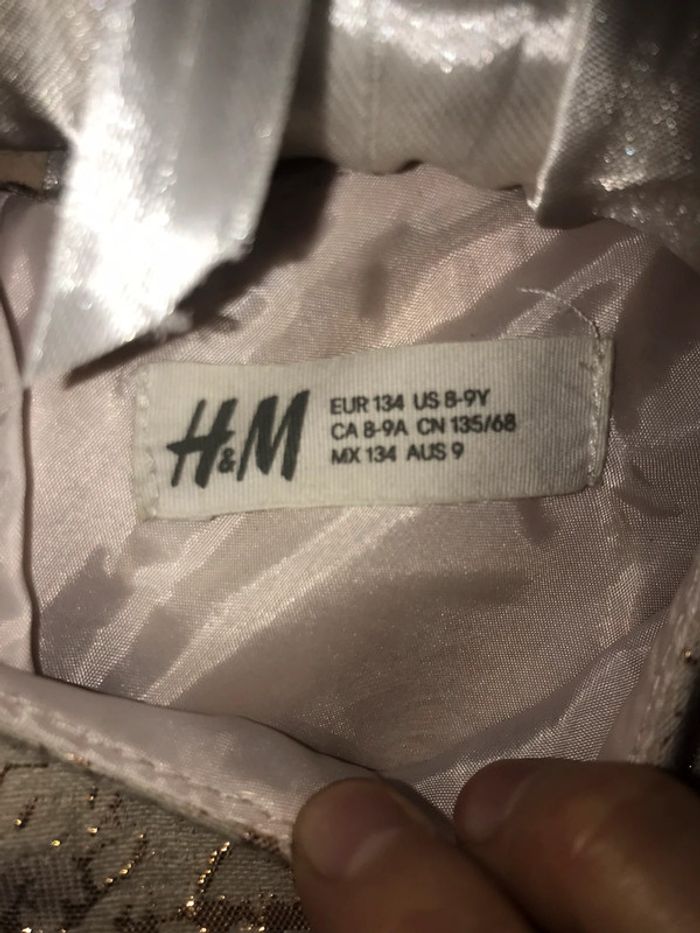 H&M
EUR 134 US 8-9Y
CA 8-9A CN 135/68
MX 134 AUS 9